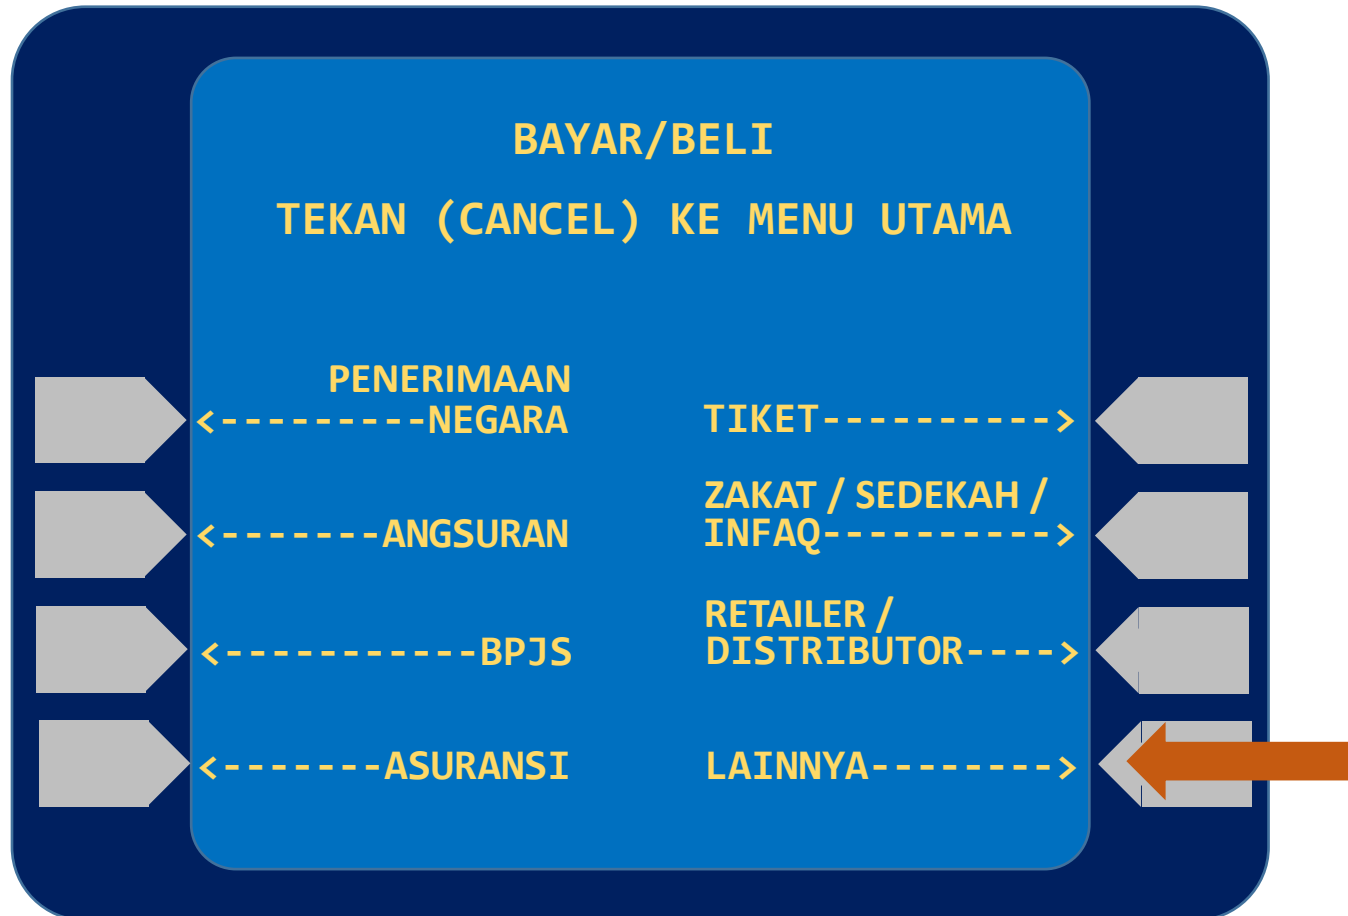 BAYAR/BELI
TEKAN (CANCEL) KE MENU UTAMA
PENERIMAAN
<---------NEGARA
TIKET---------->
<-------ANGSURAN
ZAKAT / SEDEKAH /
INFAQ---------->
<-----------BPJS
RETAILER /
DISTRIBUTOR---->
<-------ASURANSI
LAINNYA-------->